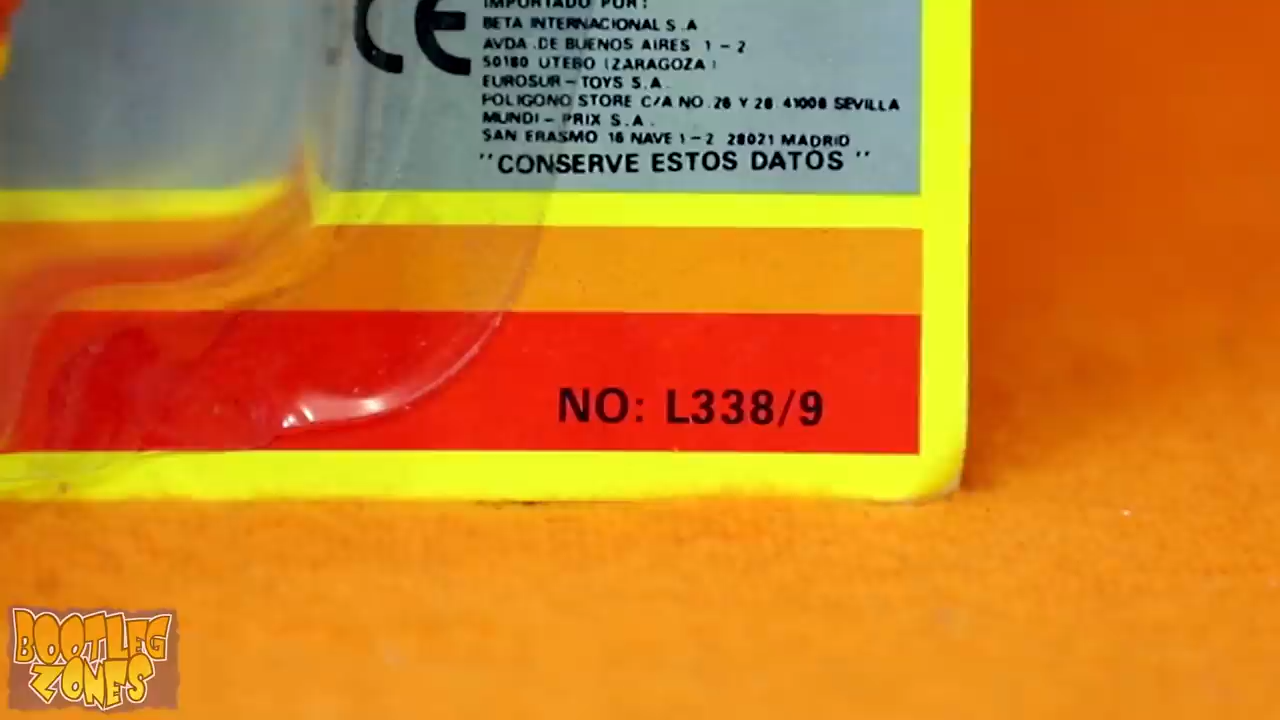 IMPORTADO POR:
CE
BETA INTERNACIONAL S.A
AVDA.DE BUENOS AIRES 1-2
50180 UTEBO (ZARAGOZA)
EUROSUR-TOYS S.A.
POLIGONO STORE C/A NO.26 Y 28 41008 SEVILLA
MUNDI-PRIX S.A.
SAN ERASMO 16 NAVE 1-2 28021 MADRID
"CONSERVE ESTOS DATOS"
NO: L338/9
BOOTLEG
ZONES